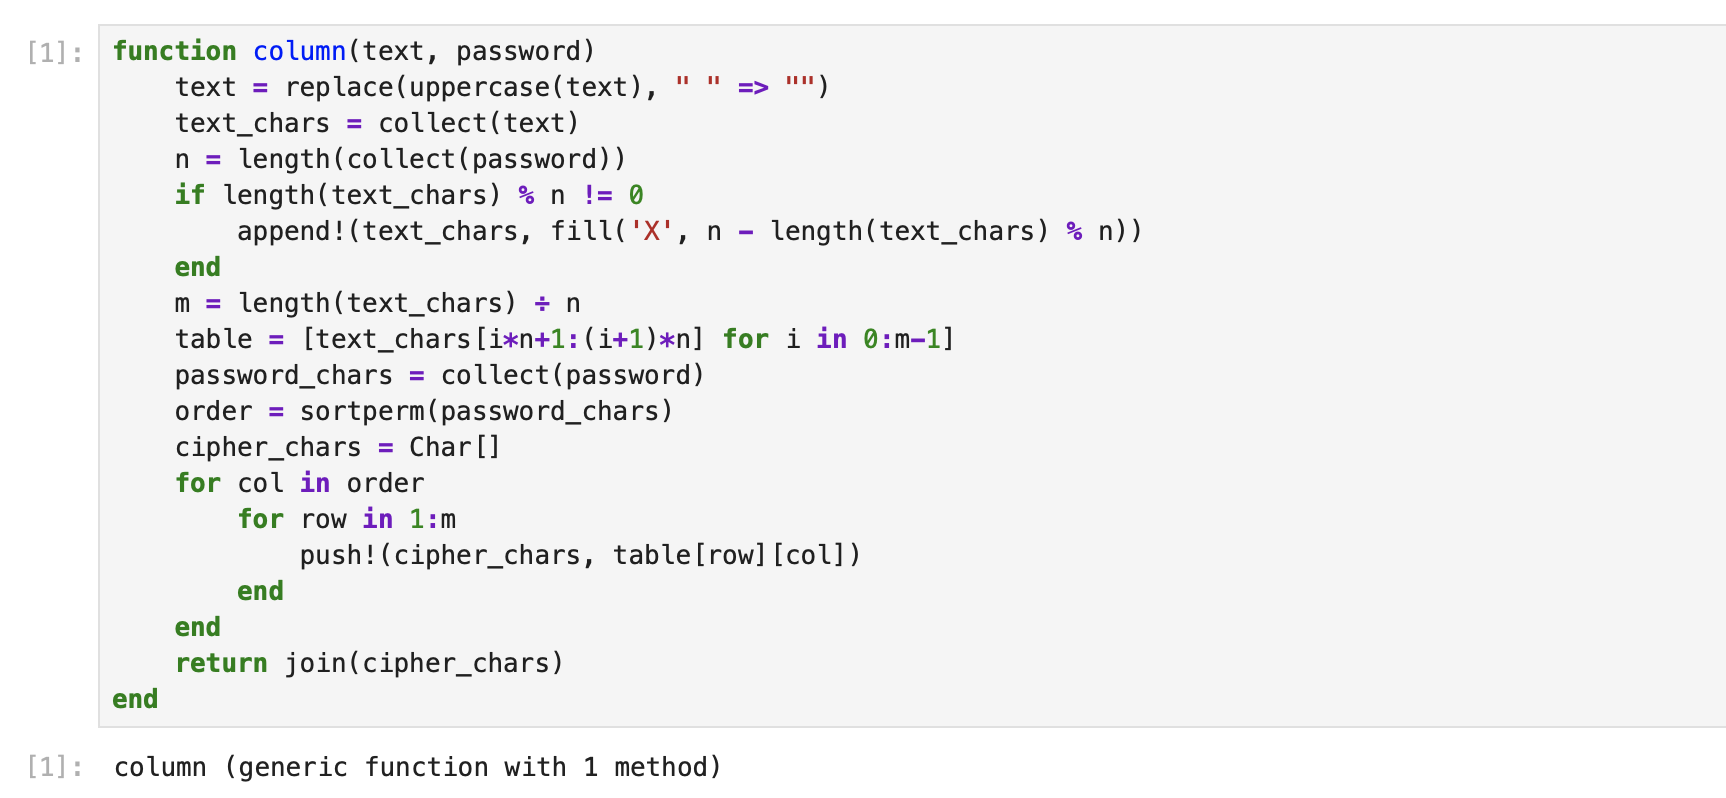 [1]: function column(text, password)
    text = replace(uppercase(text), " " => "")
    text_chars = collect(text)
    n = length(collect(password))
    if length(text_chars) % n != 0
        append!(text_chars, fill('X', n - length(text_chars) % n))
    end
    m = length(text_chars) ÷ n
    table = [text_chars[i*n+1:(i+1)*n] for i in 0:m-1]
    password_chars = collect(password)
    order = sortperm(password_chars)
    cipher_chars = Char[]
    for col in order
        for row in 1:m
            push!(cipher_chars, table[row][col])
        end
    end
    return join(cipher_chars)
end
[1]: column (generic function with 1 method)